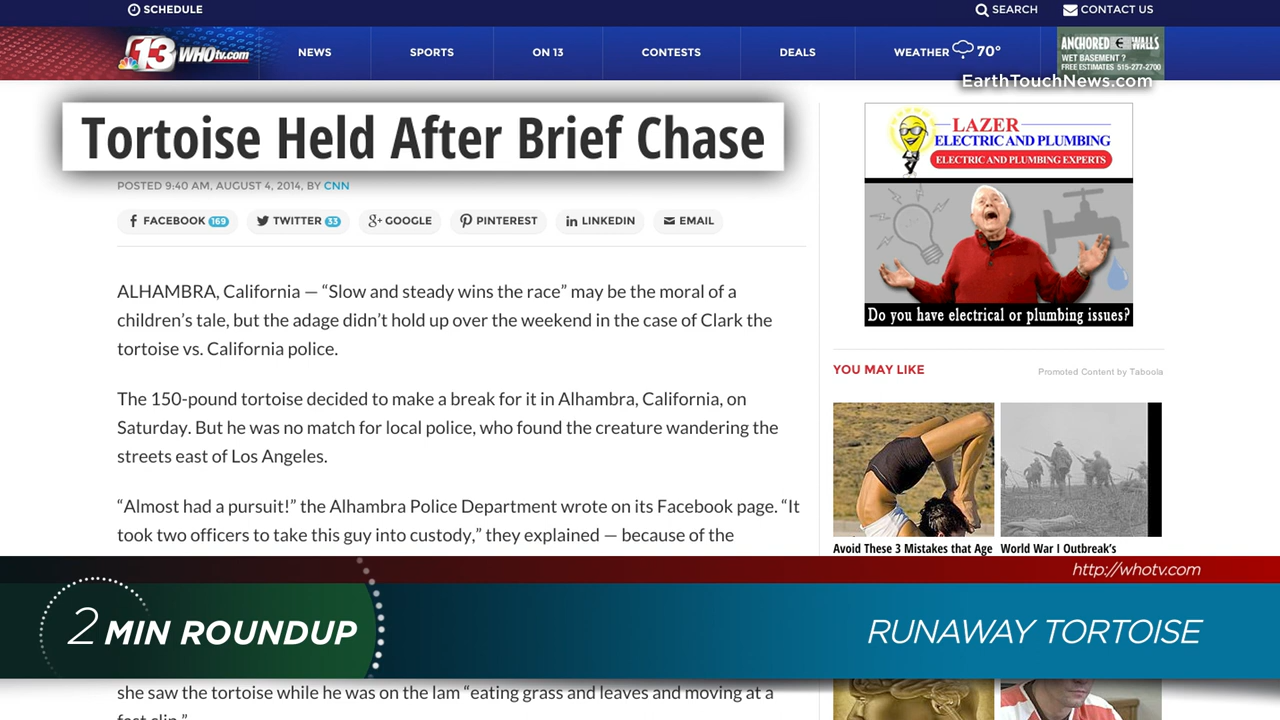 SCHEDULE
SEARCH
CONTACT US
13 WHOtv.com
NEWS
SPORTS
ON 13
CONTESTS
DEALS
WEATHER 70°
ANCHORED WALLS
WET BASEMENT ?
FREE ESTIMATES 515-277-2700
EarthTouchNews.com
Tortoise Held After Brief Chase
POSTED 9:40 AM, AUGUST 4, 2014, BY CNN
FACEBOOK 169
TWITTER 33
GOOGLE
PINTEREST
LINKEDIN
EMAIL
ALHAMBRA, California — “Slow and steady wins the race” may be the moral of a
children’s tale, but the adage didn’t hold up over the weekend in the case of Clark the
tortoise vs. California police.
The 150-pound tortoise decided to make a break for it in Alhambra, California, on
Saturday. But he was no match for local police, who found the creature wandering the
streets east of Los Angeles.
“Almost had a pursuit!” the Alhambra Police Department wrote on its Facebook page. “It
took two officers to take this guy into custody,” they explained — because of the
LAZER
ELECTRIC AND PLUMBING
ELECTRIC AND PLUMBING EXPERTS
Do you have electrical or plumbing issues?
YOU MAY LIKE
Promoted Content by Taboola
Avoid These 3 Mistakes that Age
World War I Outbreak’s
http://whotv.com
2 MIN ROUNDUP
RUNAWAY TORTOISE
she saw the tortoise while he was on the lam “eating grass and leaves and moving at a
fast clip.”